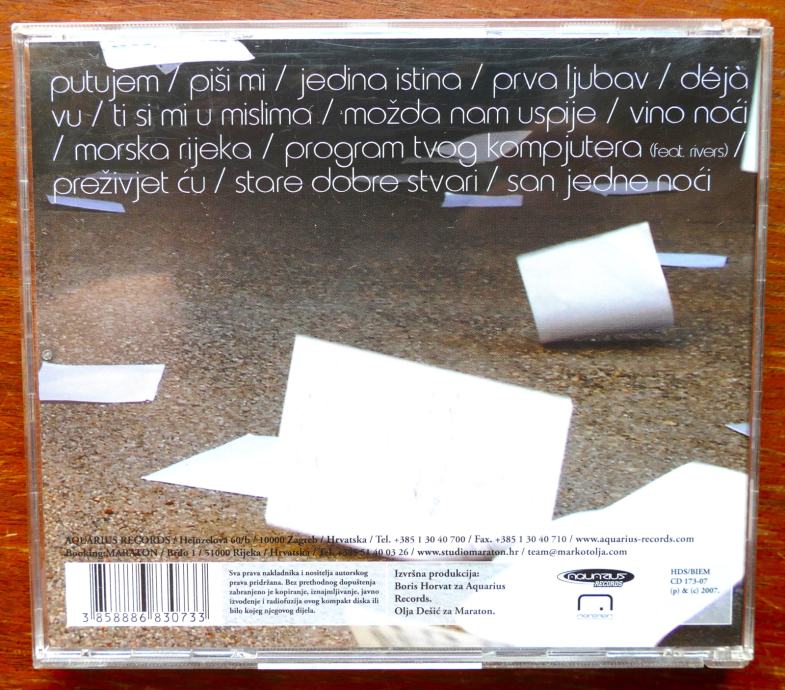 putujem / piši mi / jedina istina / prva ljubav / déjà
vu / ti si mi u mislima / možda nam uspije / vino noći
/ morska rijeka / program tvog kompjutera (feat. rivers) /
preživjet ću / stare dobre stvari / san jedne noći
AQUARIUS RECORDS / Heinzelova 60/b / 10000 Zagreb / Hrvatska / Tel. +385 1 30 40 700 / Fax. +385 1 30 40 710 / www.aquarius-records.com
Booking:MARATON / Brdo 1 / 51000 Rijeka / Hrvatska / Tel. +385 51 40 03 26 / www.studiomaraton.hr / team@markotolja.com
Sva prava nakladnika i nositelja autorskog
prava pridržana. Bez prethodnog dopuštenja
zabranjeno je kopiranje, iznajmljivanje, javno
izvođenje i radiofuzija ovog kompakt diska ili
bilo kojeg njegovog dijela.
3 858886 830733
Izvršna produkcija:
Boris Horvat za Aquarius
Records.
Olja Dešić za Maraton.
AQUARIUS
RECORDS
maraton
HDS/BIEM
CD 173-07
(p) & (c) 2007.